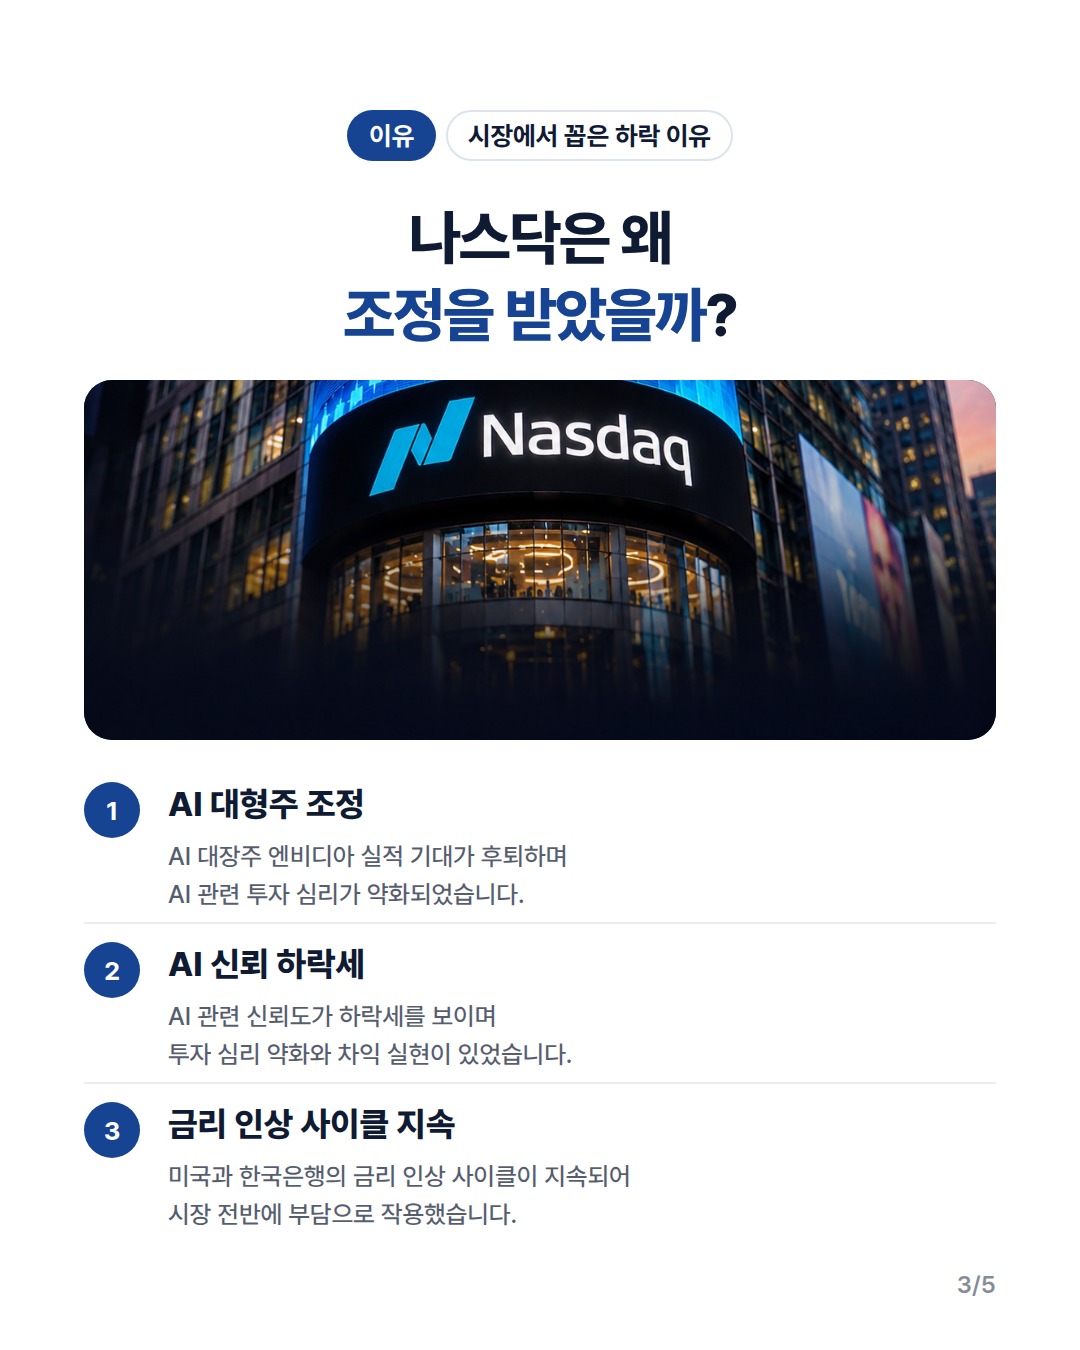 이유
시장에서 꼽은 하락 이유
나스닥은 왜
조정을 받았을까?
Nasdaq
1
AI 대형주 조정
AI 대장주 엔비디아 실적 기대가 후퇴하며
AI 관련 투자 심리가 약화되었습니다.
2
AI 신뢰 하락세
AI 관련 신뢰도가 하락세를 보이며
투자 심리 약화와 차익 실현이 있었습니다.
3
금리 인상 사이클 지속
미국과 한국은행의 금리 인상 사이클이 지속되어
시장 전반에 부담으로 작용했습니다.
3/5